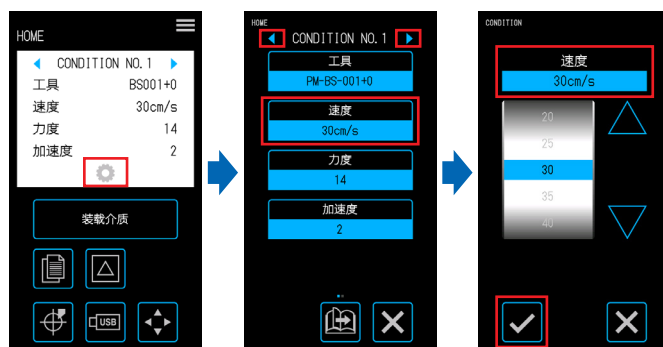 HOME
CONDITION NO. 1
工具 BS001+0
速度 30cm/s
力度 14
加速度 2
装载介质
USB
HOME
CONDITION NO. 1
工具
PM-BS-001+0
速度
30cm/s
力度
14
加速度
2
CONDITION
速度
30cm/s
20
25
30
35
40